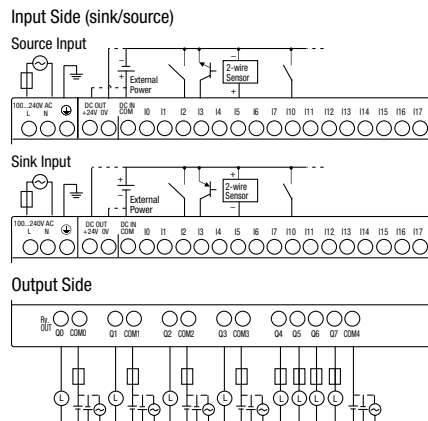 Input Side (sink/source)
Source Input
External
Power
2-wire
Sensor
− + − +
100...240V AC
L N
DC OUT
+24V 0V
DC IN
COM I0 I1 I2 I3 I4 I5 I6 I7 I10 I11 I12 I13 I14 I15 I16 I17
Sink Input
+ − + −
External
Power
2-wire
Sensor
100...240V AC
L N
DC OUT
+24V 0V
DC IN
COM I0 I1 I2 I3 I4 I5 I6 I7 I10 I11 I12 I13 I14 I15 I16 I17
Output Side
Ry.
OUT
Q0 COM0 Q1 COM1 Q2 COM2 Q3 COM3 Q4 Q5 Q6 Q7 COM4
L L L L L L L L